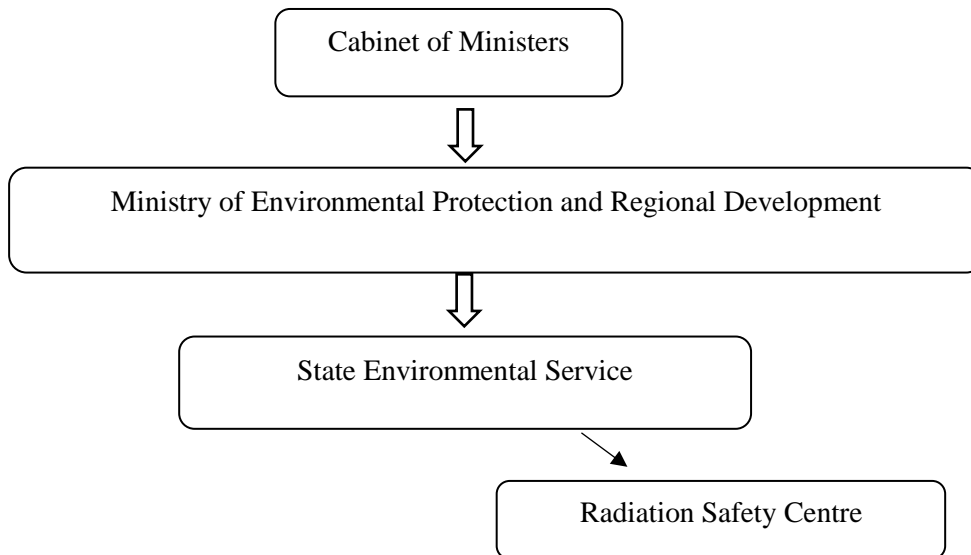 Cabinet of Ministers
Ministry of Environmental Protection and Regional Development
State Environmental Service
Radiation Safety Centre